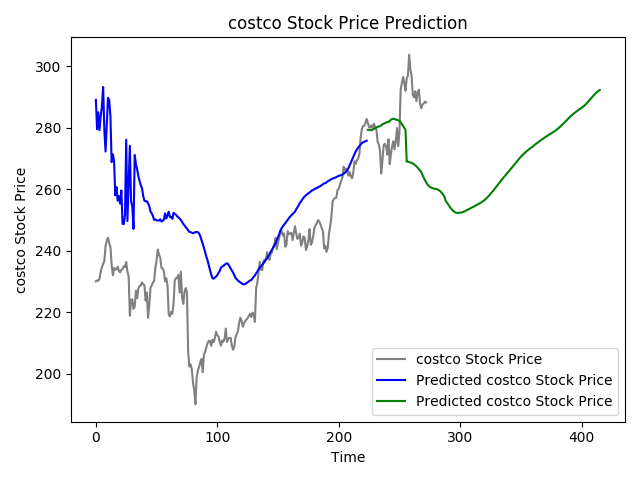 costco Stock Price Prediction
costco Stock Price
300
280
260
240
220
200
0
100
200
300
400
Time
costco Stock Price
Predicted costco Stock Price
Predicted costco Stock Price